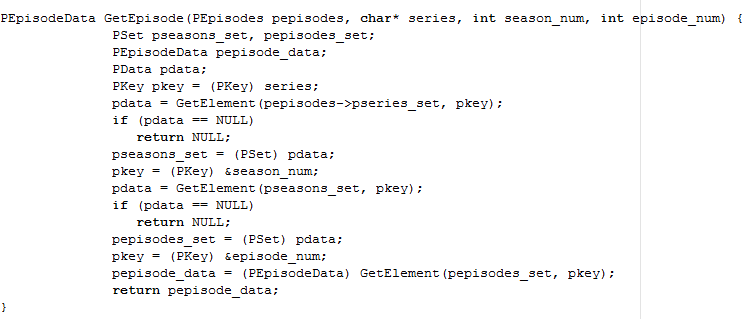 PEpisodeData GetEpisode(PEpisodes pepisodes, char* series, int season_num, int episode_num) {
PSet pseasons_set, pepisodes_set;
PEpisodeData pepisode_data;
PData pdata;
PKey pkey = (PKey) series;
pdata = GetElement(pepisodes->pseries_set, pkey);
if (pdata == NULL)
return NULL;
pseasons_set = (PSet) pdata;
pkey = (PKey) &season_num;
pdata = GetElement(pseasons_set, pkey);
if (pdata == NULL)
return NULL;
pepisodes_set = (PSet) pdata;
pkey = (PKey) &episode_num;
pepisode_data = (PEpisodeData) GetElement(pepisodes_set, pkey);
return pepisode_data;
}